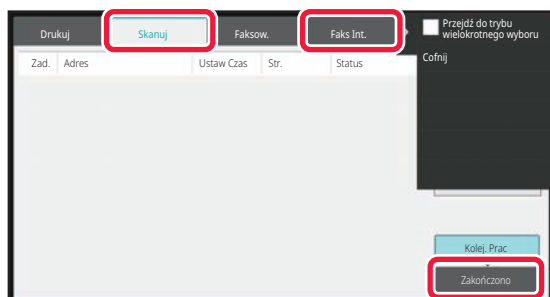 Drukuj
Skanuj
Faksow.
Faks Int.
Przejdź do trybu
wielokrotnego wyboru
Cofnij
Zad.
Adres
Ustaw Czas
Str.
Status
Kolej. Prac
Zakończono